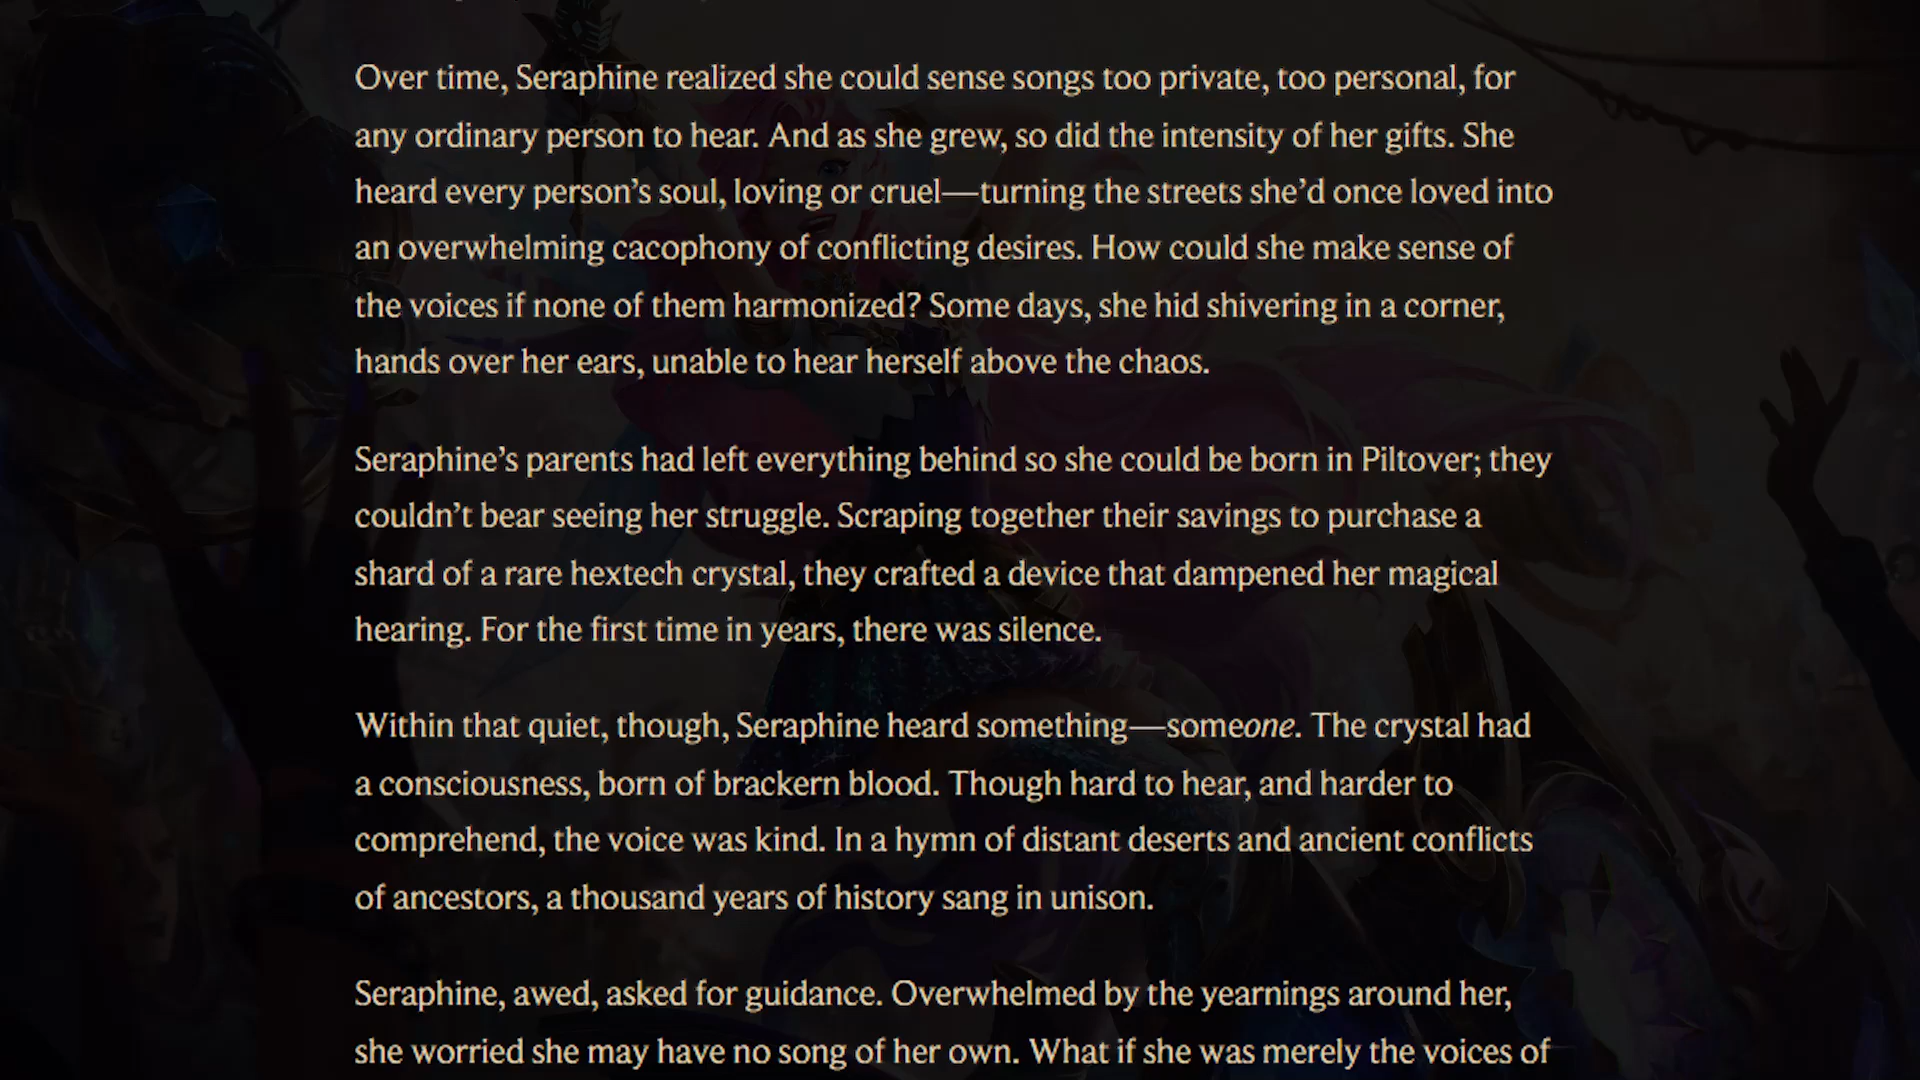 Over time, Seraphine realized she could sense songs too private, too personal, for
any ordinary person to hear. And as she grew, so did the intensity of her gifts. She
heard every person’s soul, loving or cruel—turning the streets she’d once loved into
an overwhelming cacophony of conflicting desires. How could she make sense of
the voices if none of them harmonized? Some days, she hid shivering in a corner,
hands over her ears, unable to hear herself above the chaos.
Seraphine’s parents had left everything behind so she could be born in Piltover; they
couldn’t bear seeing her struggle. Scraping together their savings to purchase a
shard of a rare hextech crystal, they crafted a device that dampened her magical
hearing. For the first time in years, there was silence.
Within that quiet, though, Seraphine heard something—someone. The crystal had
a consciousness, born of brackern blood. Though hard to hear, and harder to
comprehend, the voice was kind. In a hymn of distant deserts and ancient conflicts
of ancestors, a thousand years of history sang in unison.
Seraphine, awed, asked for guidance. Overwhelmed by the yearnings around her,
she worried she may have no song of her own. What if she was merely the voices of